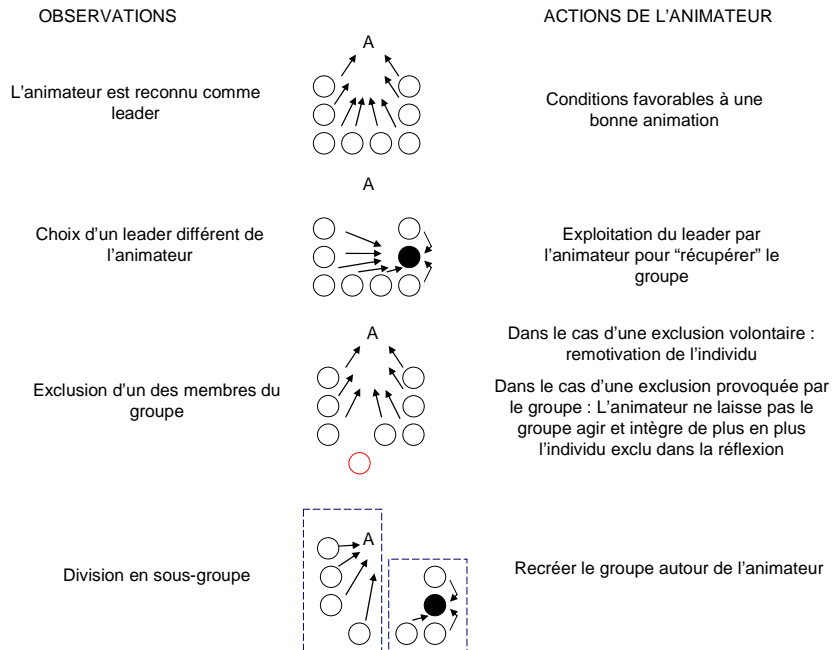 OBSERVATIONS
ACTIONS DE L'ANIMATEUR
A
L'animateur est reconnu comme
leader
Conditions favorables à une
bonne animation
A
Choix d'un leader différent de
l'animateur
Exploitation du leader par
l'animateur pour “récupérer” le
groupe
A
Exclusion d'un des membres du
groupe
Dans le cas d'une exclusion volontaire :
remotivation de l'individu
Dans le cas d'une exclusion provoquée par
le groupe : L'animateur ne laisse pas le
groupe agir et intègre de plus en plus
l'individu exclu dans la réflexion
A
Division en sous-groupe
Recréer le groupe autour de l'animateur